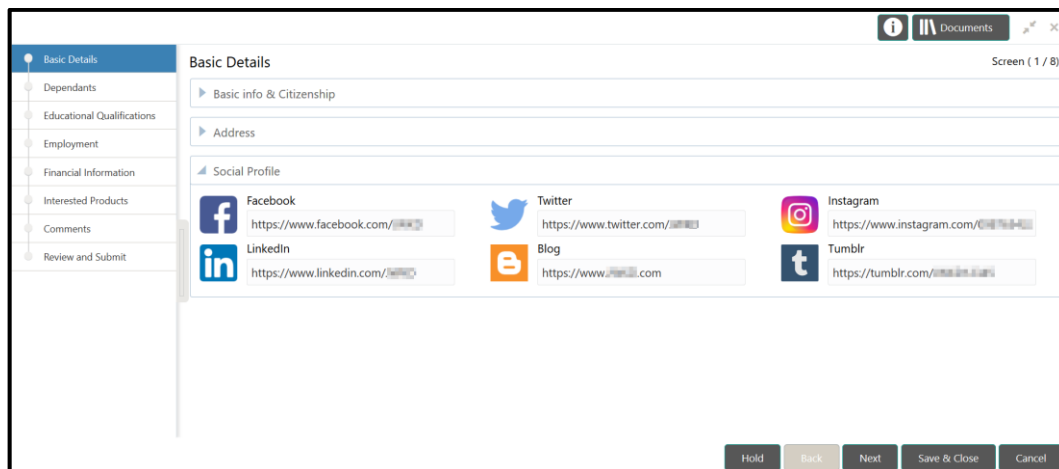 Documents
Basic Details
Dependants
Educational Qualifications
Employment
Financial Information
Interested Products
Comments
Review and Submit
Basic Details
Screen ( 1 / 8)
Basic info & Citizenship
Address
Social Profile
Facebook
https://www.facebook.com/
Twitter
https://www.twitter.com/
Instagram
https://www.instagram.com/
LinkedIn
https://www.linkedin.com/
Blog
https://www. .com
Tumblr
https://tumblr.com/
Hold
Back
Next
Save & Close
Cancel